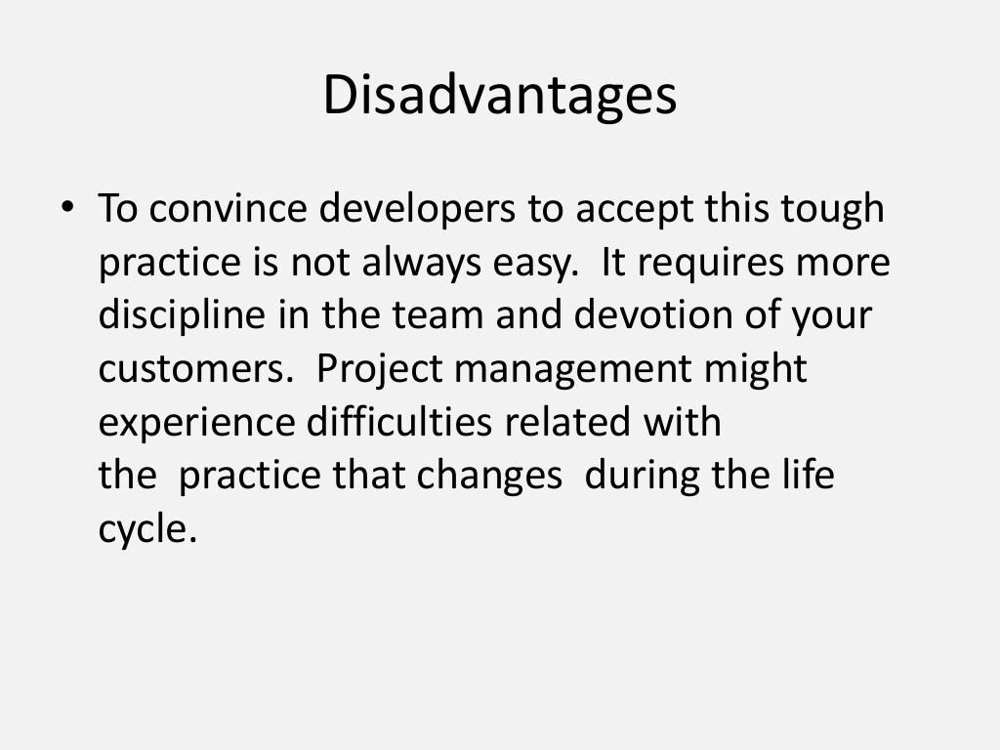 Disadvantages
• To convince developers to accept this tough
practice is not always easy.  It requires more
discipline in the team and devotion of your
customers.  Project management might
experience difficulties related with
the  practice that changes  during the life
cycle.